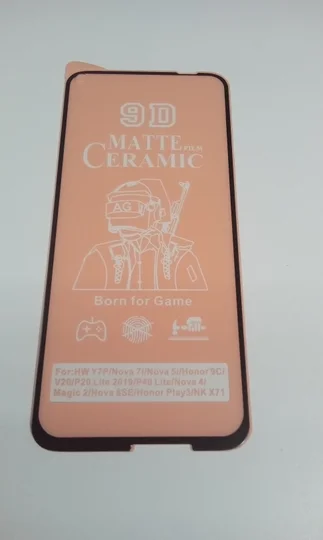 9D
MATTE FILM
CERAMIC
AG
Born for Game
For:HW Y7P/Nova 7i/Nova 5i/Honor 9C/
V20/P20 Lite 2019/P40 Lite/Nova 4/
Magic 2/Nova 6SE/Honor Play3/NK X71